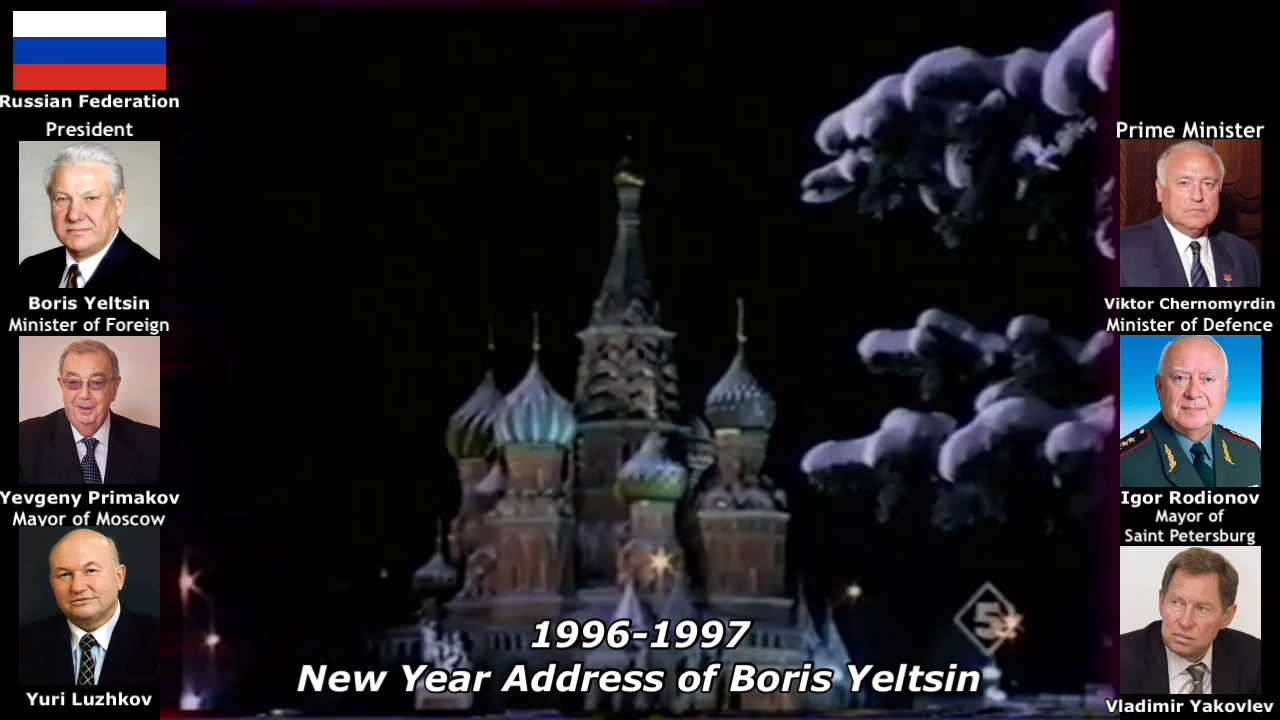 Russian Federation
President
Boris Yeltsin
Minister of Foreign
Yevgeny Primakov
Mayor of Moscow
Yuri Luzhkov
1996-1997
New Year Address of Boris Yeltsin
5
Prime Minister
Viktor Chernomyrdin
Minister of Defence
Igor Rodionov
Mayor of
Saint Petersburg
Vladimir Yakovlev